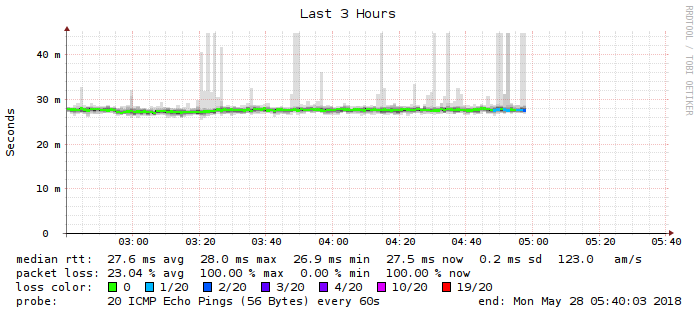 Last 3 Hours
RRDTOOL / TOBI OETIKER
Seconds
40 m
30 m
20 m
10 m
0
03:00 03:20 03:40 04:00 04:20 04:40 05:00 05:20 05:40
median rtt: 27.6 ms avg 28.0 ms max 26.9 ms min 27.5 ms now 0.2 ms sd 123.0 am/s
packet loss: 23.04 % avg 100.00 % max 0.00 % min 100.00 % now
loss color: 0 1/20 2/20 3/20 4/20 10/20 19/20
probe: 20 ICMP Echo Pings (56 Bytes) every 60s end: Mon May 28 05:40:03 2018